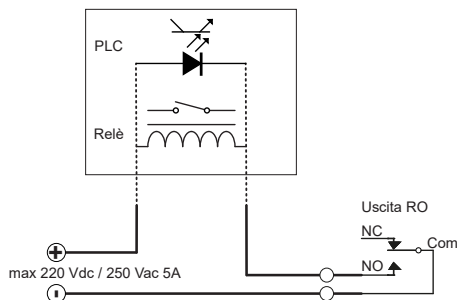 PLC
Relè
Uscita RO
NC
Com
NO
max 220 Vdc / 250 Vac 5A